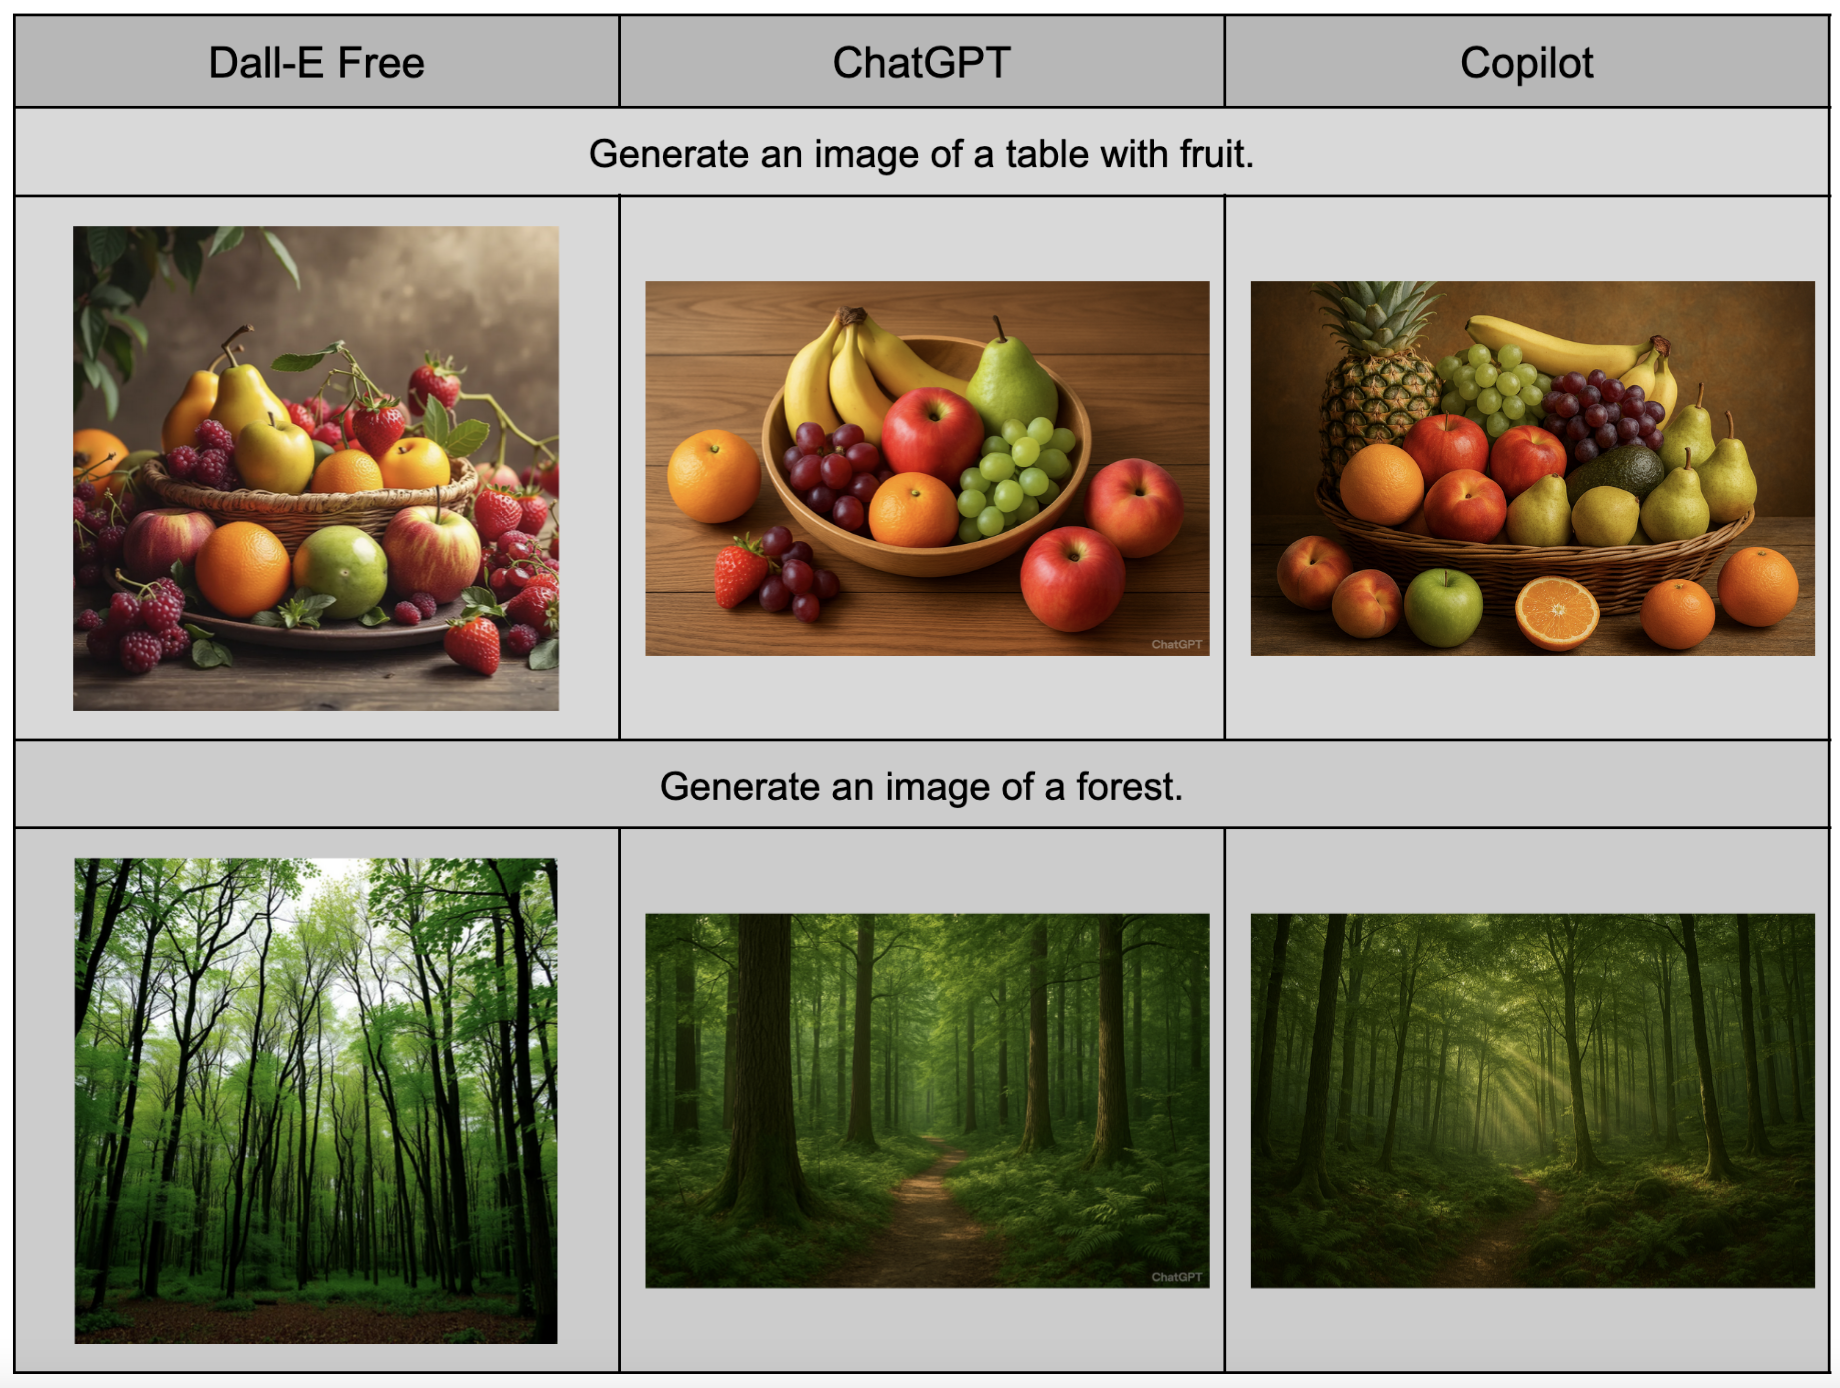 Dall-E Free
ChatGPT
Copilot
Generate an image of a table with fruit.
ChatGPT
Generate an image of a forest.
ChatGPT